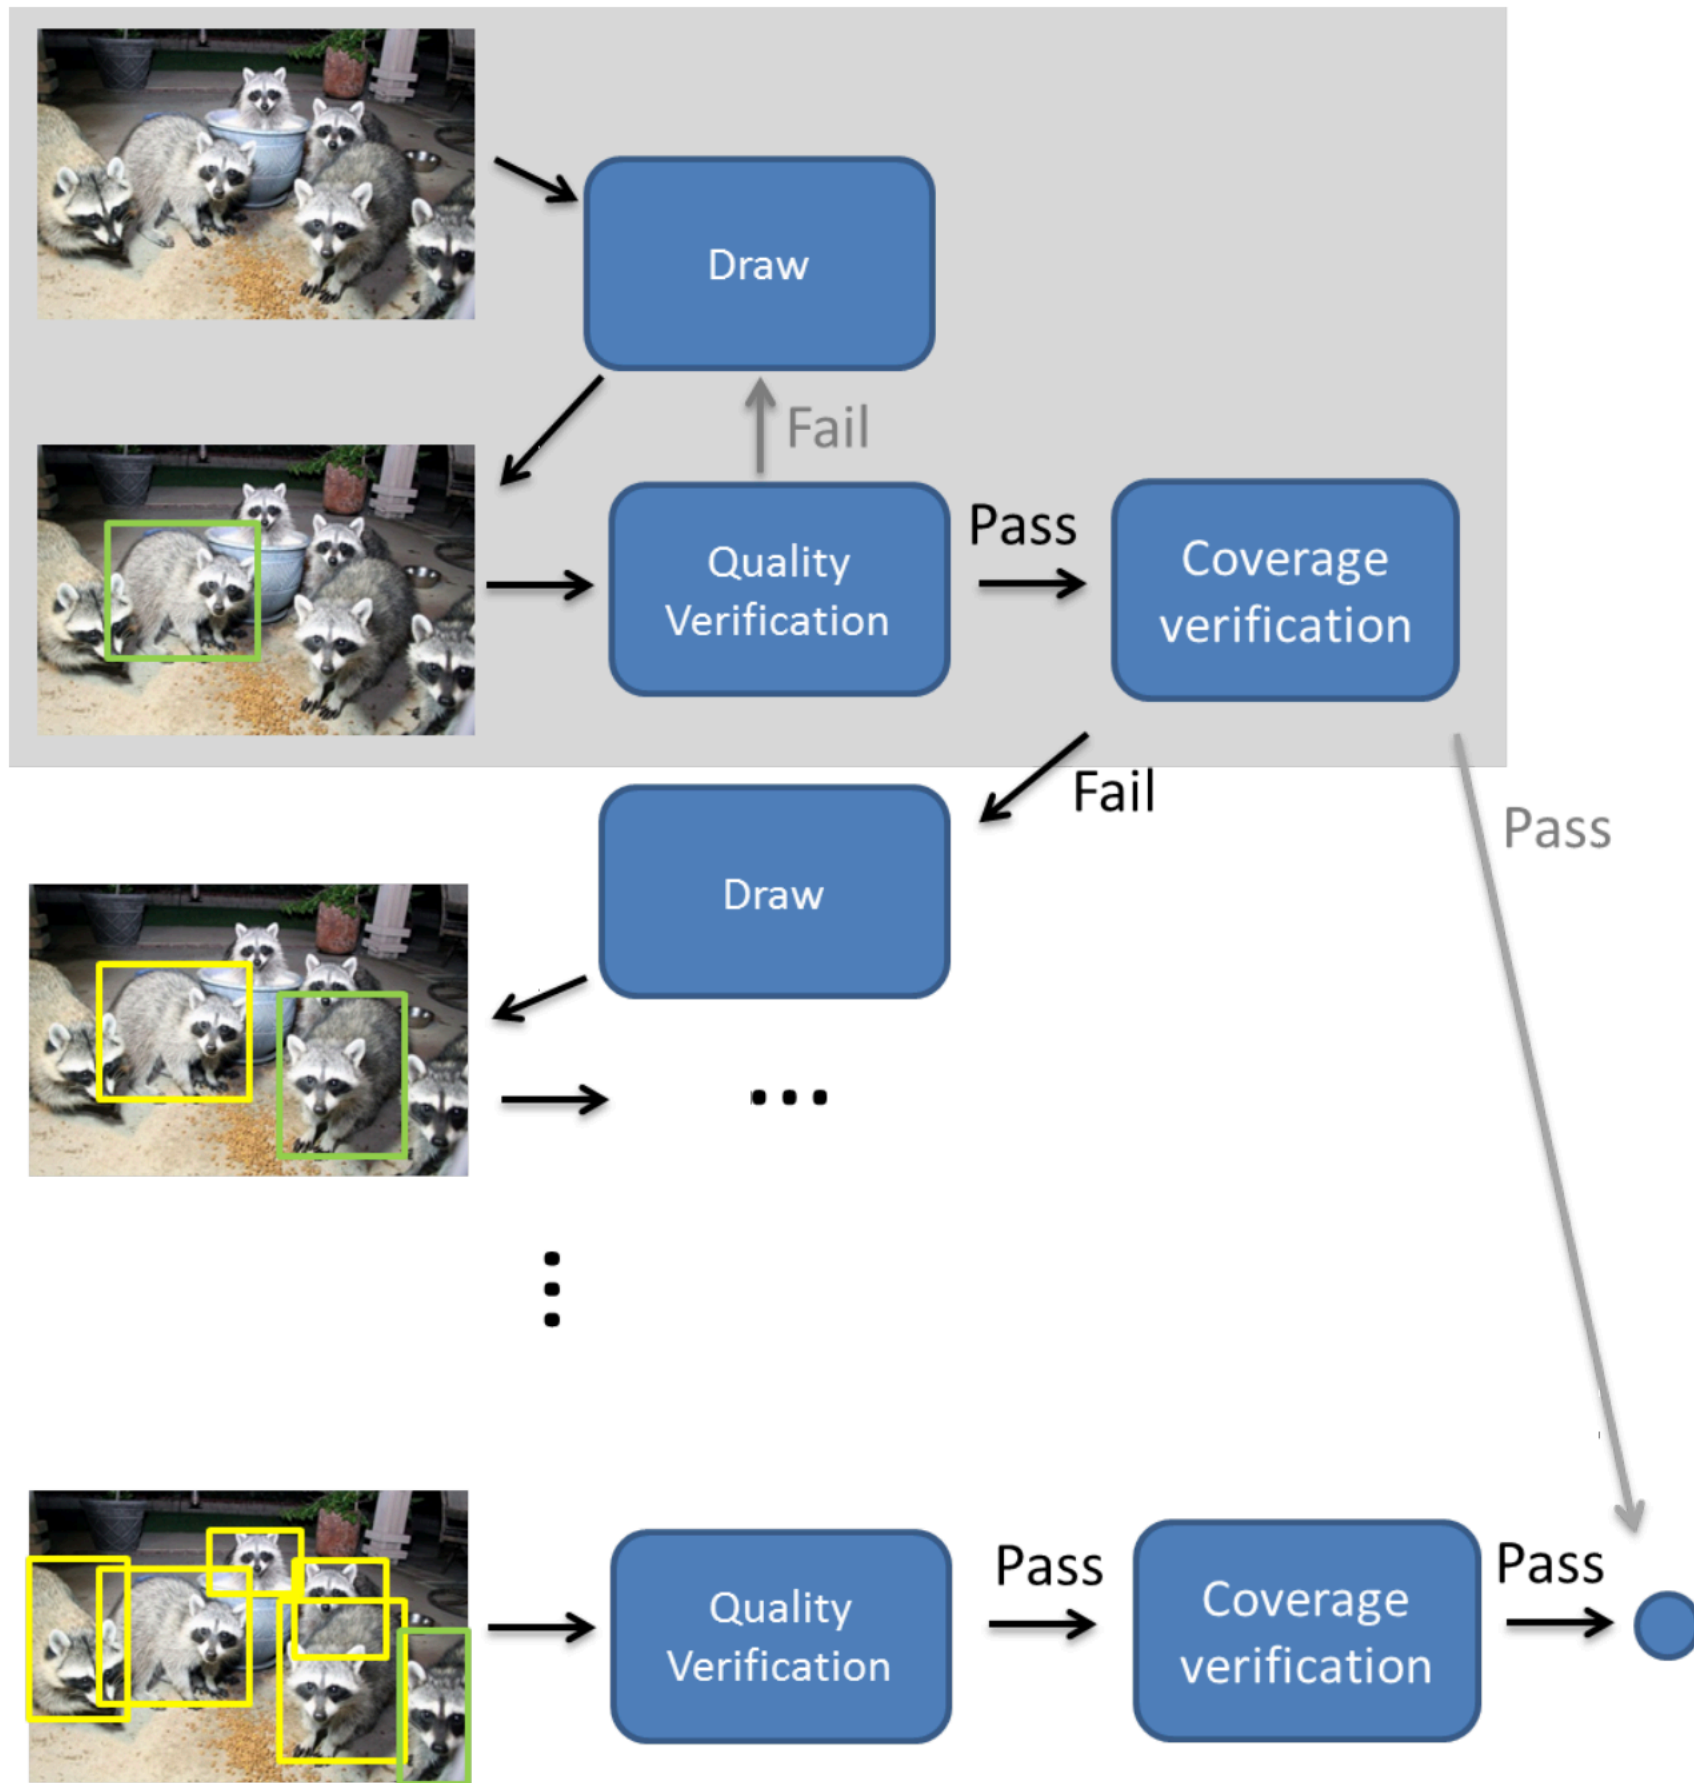 Draw
Fail
Quality
Verification
Pass
Coverage
verification
Fail
Pass
Draw
...
Quality
Verification
Pass
Coverage
verification
Pass